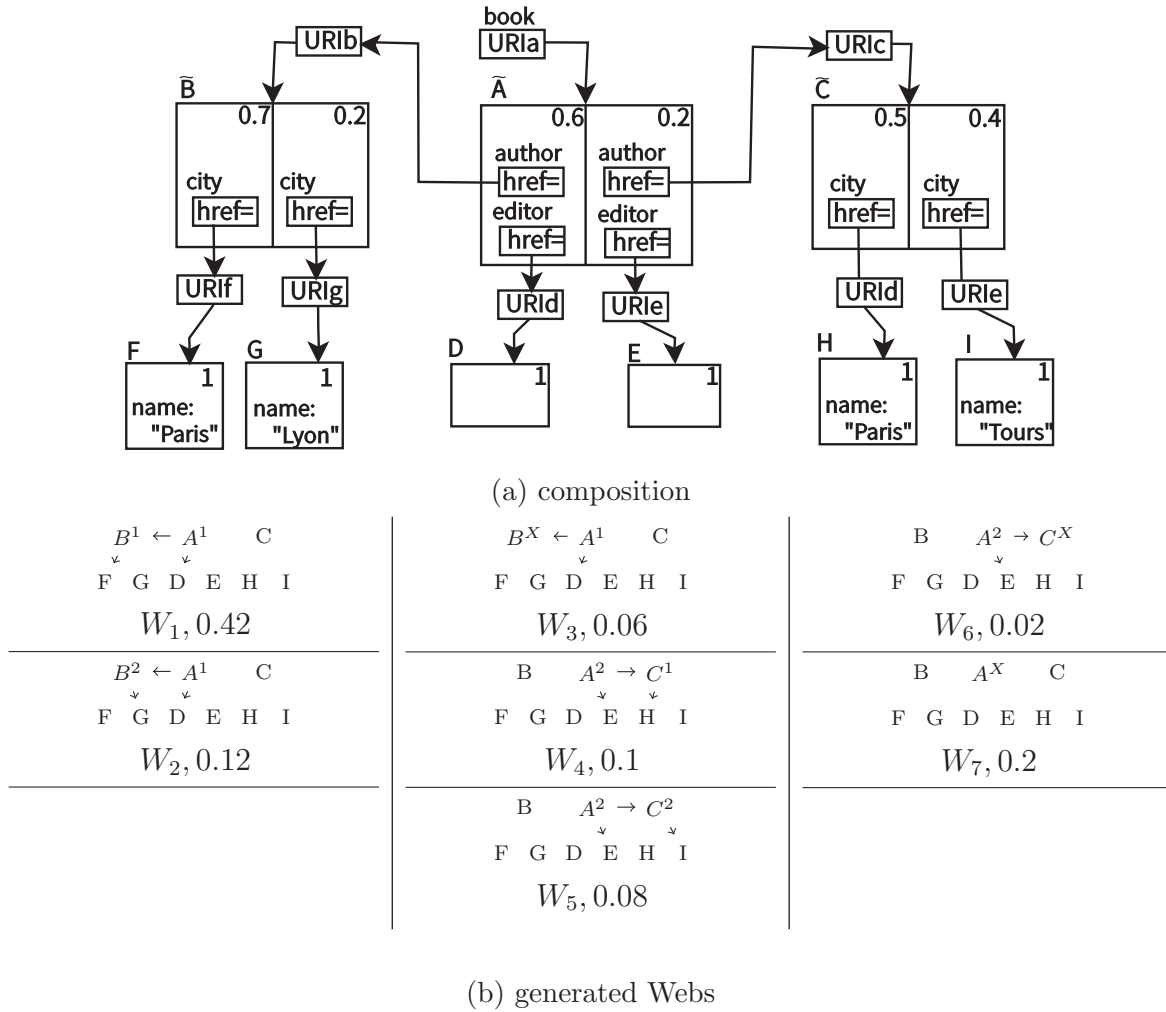 book
URIb URIa URIc
B̃ Ã C̃
0.7 0.2 0.6 0.2 0.5 0.4
author author
href= href=
city city city city
href= href= href= href=
editor editor
href= href=
URIf URIg URId URIe URId URIe
F G D E H I
1 1 1 1 1 1
name: name: name: name:
"Paris" "Lyon" "Paris" "Tours"
(a) composition
B¹ ← A¹ C
F G D E H I
W₁, 0.42
B² ← A¹ C
F G D E H I
W₂, 0.12
B^X ← A¹ C
F G D E H I
W₃, 0.06
B A² → C¹
F G D E H I
W₄, 0.1
B A² → C²
F G D E H I
W₅, 0.08
B A² → C^X
F G D E H I
W₆, 0.02
B A^X C
F G D E H I
W₇, 0.2
(b) generated Webs